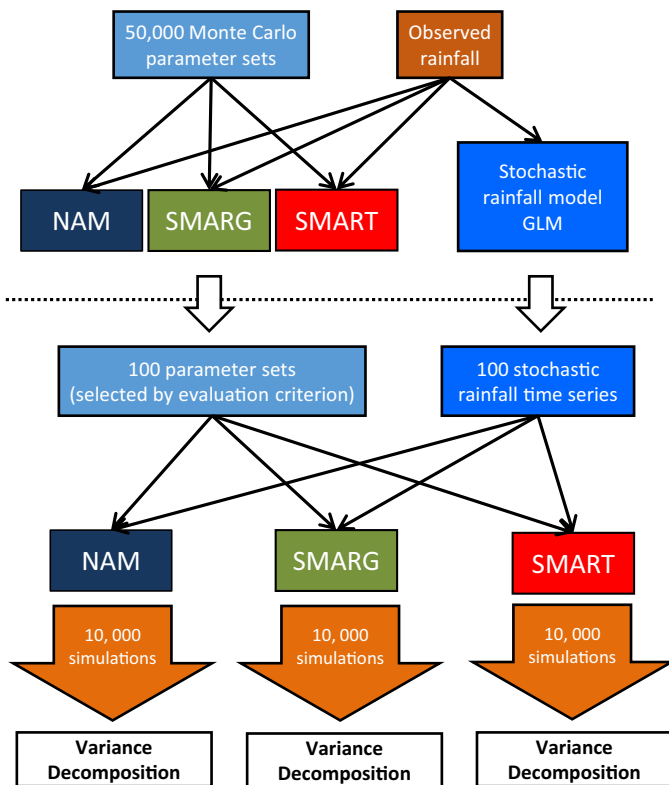 50,000 Monte Carlo
parameter sets
Observed
rainfall
Stochastic
rainfall model
GLM
NAM
SMARG
SMART
100 parameter sets
(selected by evaluation criterion)
100 stochastic
rainfall time series
NAM
SMARG
SMART
10, 000
simulations
10, 000
simulations
10, 000
simulations
Variance
Decomposition
Variance
Decomposition
Variance
Decomposition